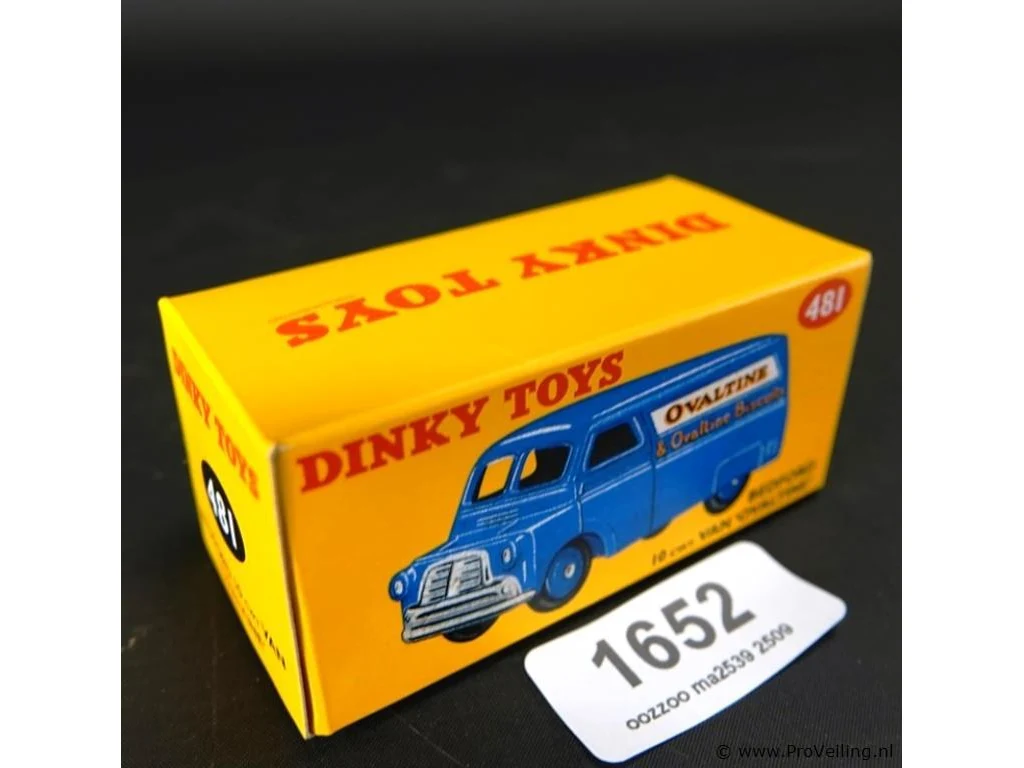 DINKY TOYS
481
DINKY TOYS
OVALTINE
& Ovaltine Biscuits
BEDFORD
10 cwt VAN 'OVALTINE'
DINKY TOYS
481
VAN
1652
oozzoo ma2539 2509
© www.ProVeiling.nl